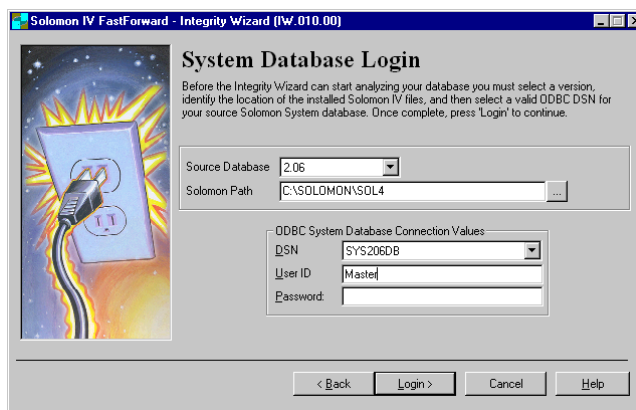 Solomon IV FastForward - Integrity Wizard (IW.010.00)
System Database Login
Before the Integrity Wizard can start analyzing your database you must select a version,
identify the location of the installed Solomon IV files, and then select a valid ODBC DSN for
your source Solomon System database. Once complete, press 'Login' to continue.
Source Database 2.06
Solomon Path C:\SOLOMON\SOL4 ...
ODBC System Database Connection Values
DSN SYS206DB
User ID Master
Password:
< Back Login > Cancel Help